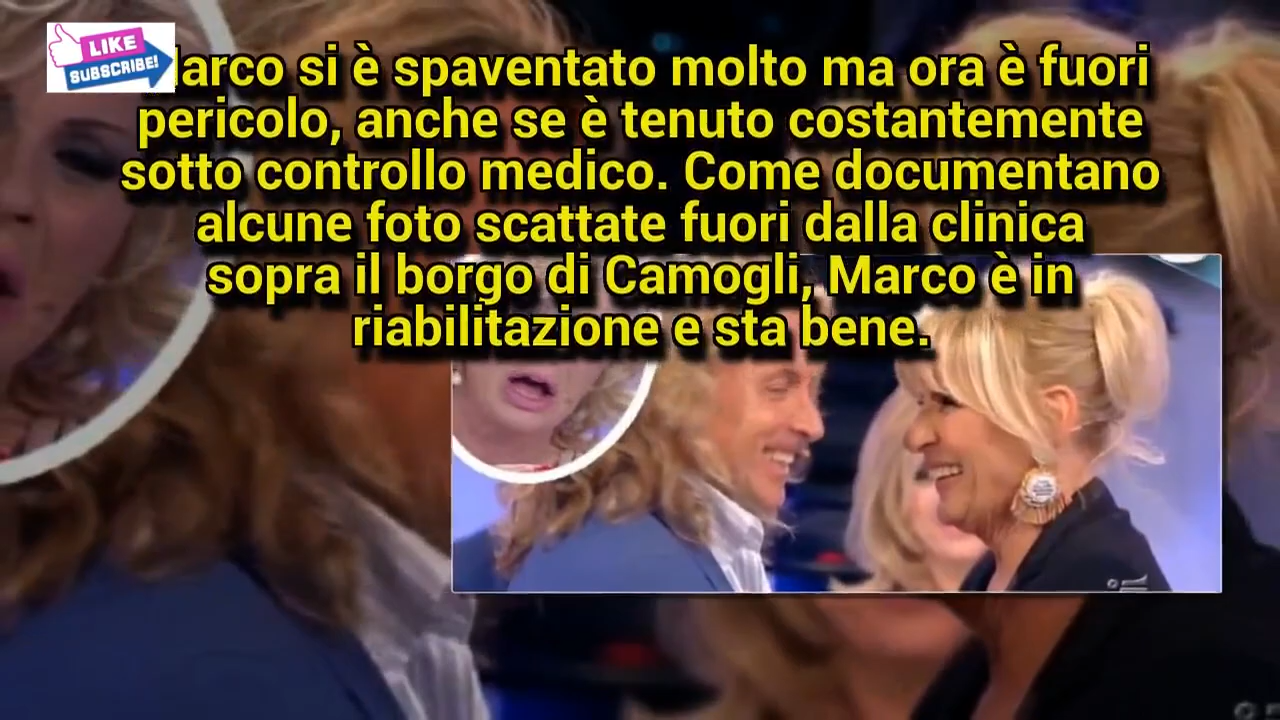 LIKE
SUBSCRIBE!
arco si è spaventato molto ma ora è fuori
pericolo, anche se è tenuto costantemente
sotto controllo medico. Come documentano
alcune foto scattate fuori dalla clinica
sopra il borgo di Camogli, Marco è in
riabilitazione e sta bene.